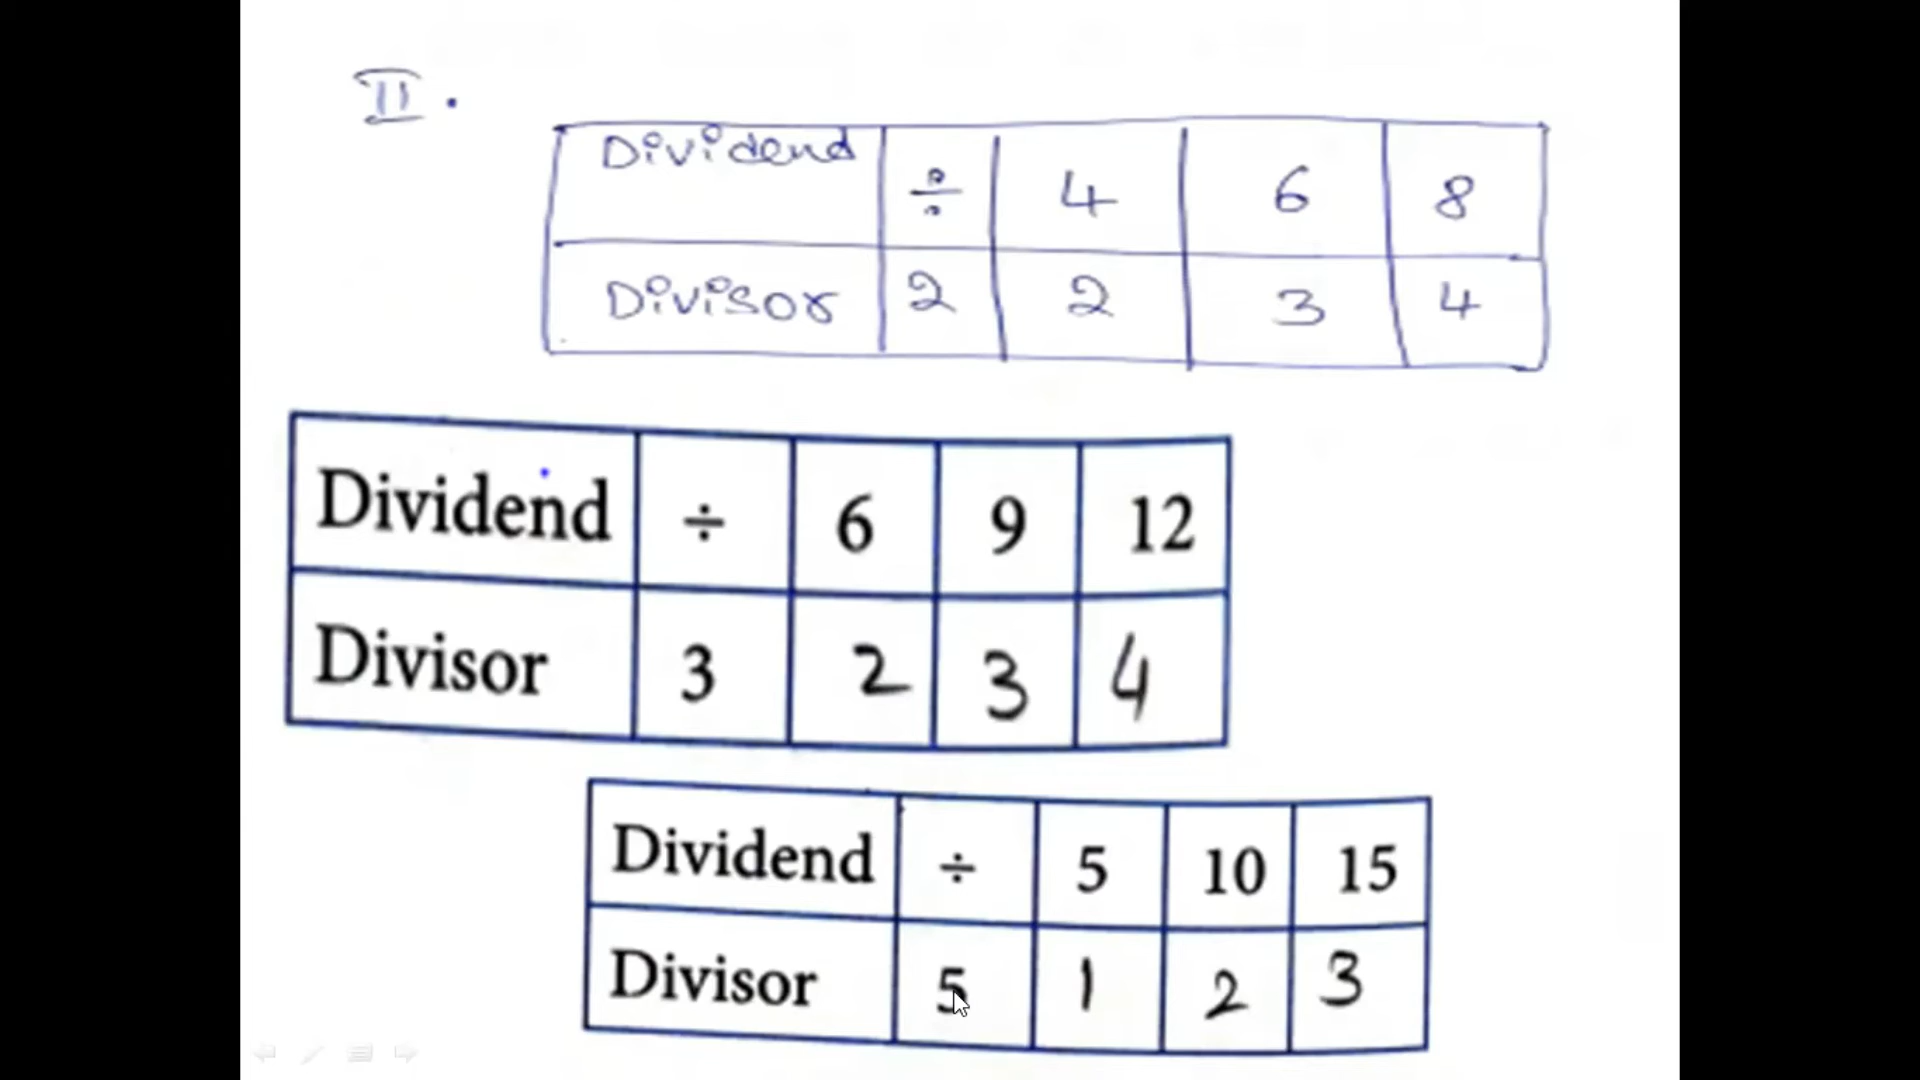 II.
Dividend ÷ 4 6 8
Divisor 2 2 3 4
Dividend ÷ 6 9 12
Divisor 3 2 3 4
Dividend ÷ 5 10 15
Divisor 5 1 2 3